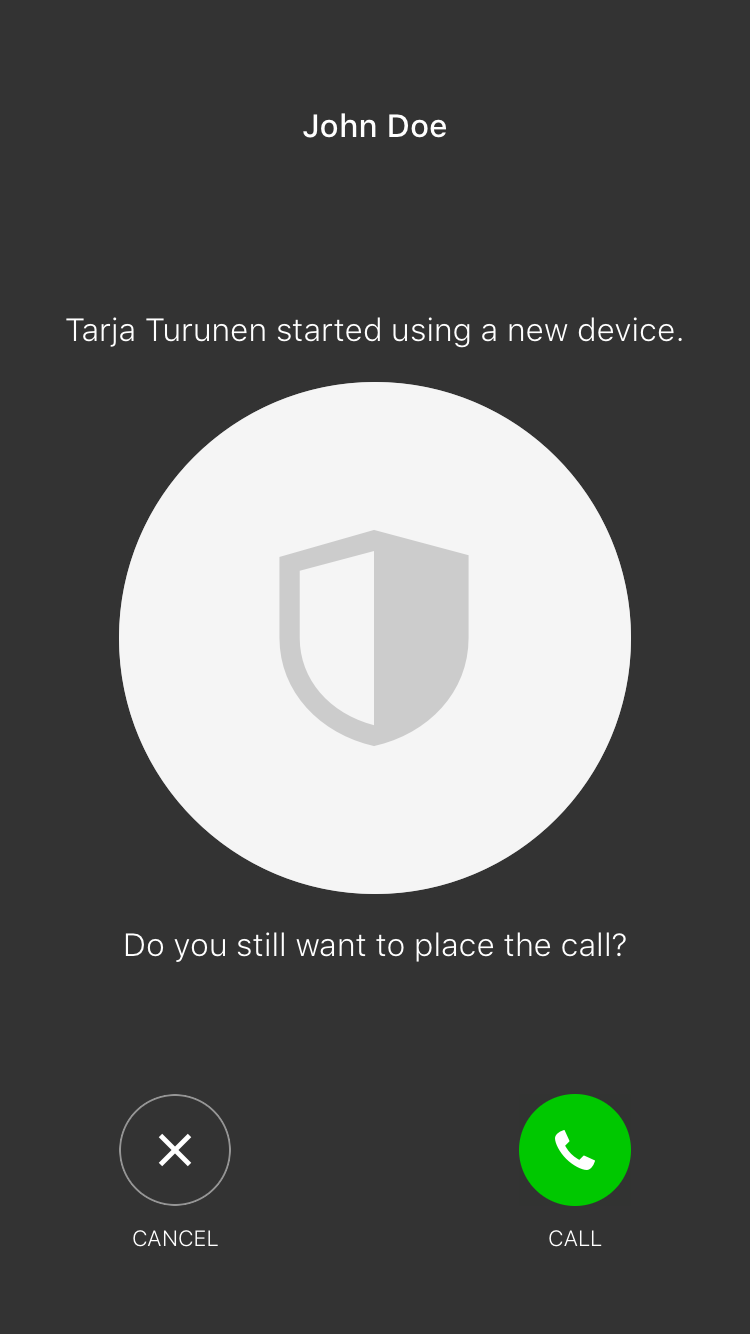 John Doe
Tarja Turunen started using a new device.
Do you still want to place the call?
CANCEL
CALL